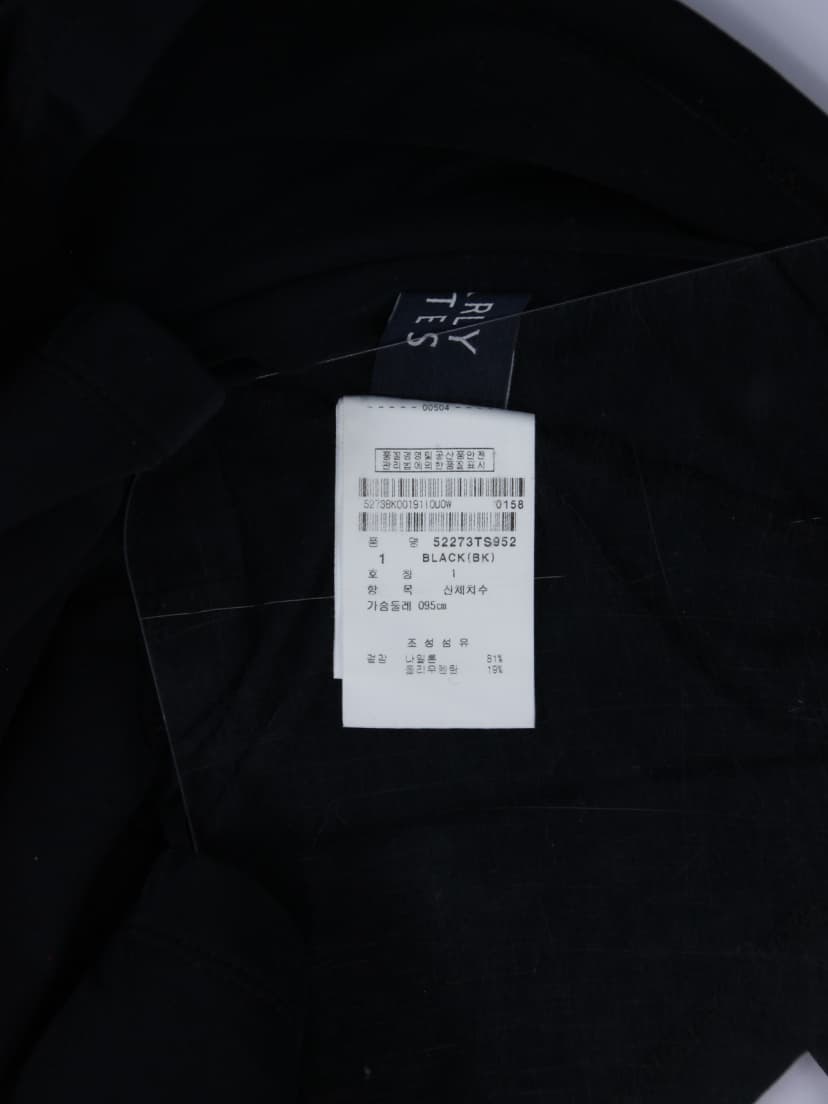 RLY
TES
00504
품질경영및공산품안전
관리법에의한품질표시
0158
품 명 52273TS952
1 BLACK(BK)
호 칭 1
항 목 신체치수
가슴둘레 095cm
조성섬유
겉감 나일론 81%
폴리우레탄 19%